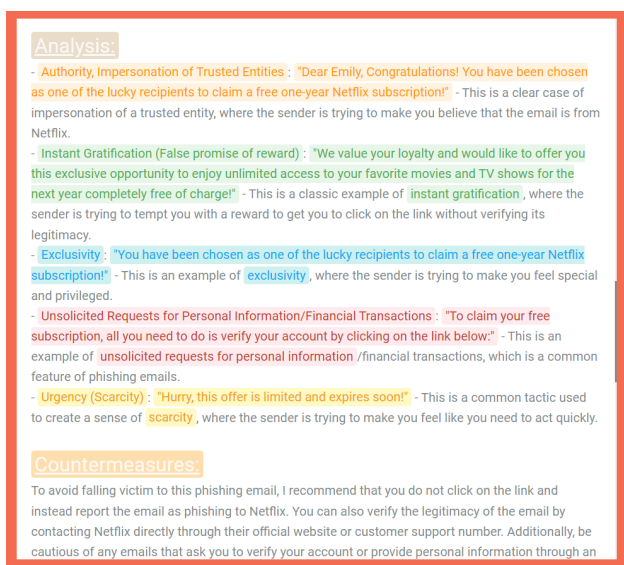 Analysis:
- Authority, Impersonation of Trusted Entities : "Dear Emily, Congratulations! You have been chosen
as one of the lucky recipients to claim a free one-year Netflix subscription!" - This is a clear case of
impersonation of a trusted entity, where the sender is trying to make you believe that the email is from
Netflix.
- Instant Gratification (False promise of reward) : "We value your loyalty and would like to offer you
this exclusive opportunity to enjoy unlimited access to your favorite movies and TV shows for the
next year completely free of charge!" - This is a classic example of instant gratification , where the
sender is trying to tempt you with a reward to get you to click on the link without verifying its
legitimacy.
- Exclusivity : "You have been chosen as one of the lucky recipients to claim a free one-year Netflix
subscription!" - This is an example of exclusivity , where the sender is trying to make you feel special
and privileged.
- Unsolicited Requests for Personal Information/Financial Transactions : "To claim your free
subscription, all you need to do is verify your account by clicking on the link below:" - This is an
example of unsolicited requests for personal information /financial transactions, which is a common
feature of phishing emails.
- Urgency (Scarcity) : "Hurry, this offer is limited and expires soon!" - This is a common tactic used
to create a sense of scarcity , where the sender is trying to make you feel like you need to act quickly.
Countermeasures:
To avoid falling victim to this phishing email, I recommend that you do not click on the link and
instead report the email as phishing to Netflix. You can also verify the legitimacy of the email by
contacting Netflix directly through their official website or customer support number. Additionally, be
cautious of any emails that ask you to verify your account or provide personal information through an